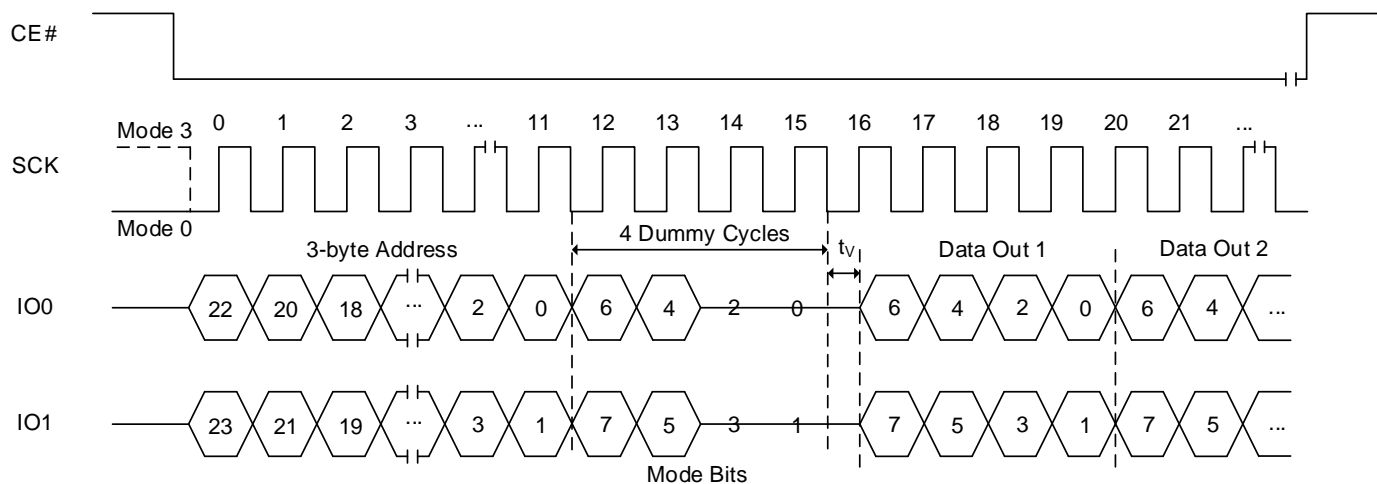 CE#
0 1 2 3 ... 11 12 13 14 15 16 17 18 19 20 21 ...
Mode 3
SCK
Mode 0
4 Dummy Cycles
3-byte Address tV Data Out 1 Data Out 2
IO0 22 20 18 ... 2 0 6 4 2 0 6 4 2 0 6 4 ...
IO1 23 21 19 ... 3 1 7 5 3 1 7 5 3 1 7 5 ...
Mode Bits